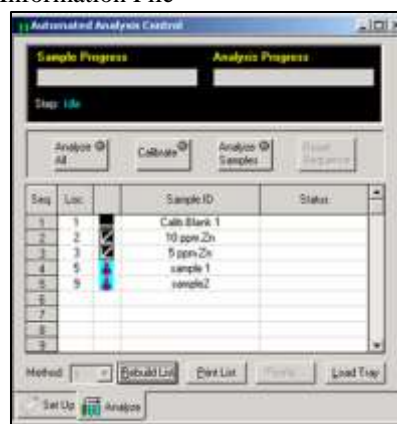 Information File
Automated Analysis Control
Sample Progress Analysis Progress
Step: Idle
Analyze All Calibrate Analyze Samples Reset Sequence
Seq. Loc. Sample ID Status
1 1 Calib Blank 1
2 2 10 ppm Zn
3 3 5 ppm Zn
4 5 sample 1
5 9 sample2
6
7
8
9
Method Rebuild List Print List Load Tray
Set Up Analyze